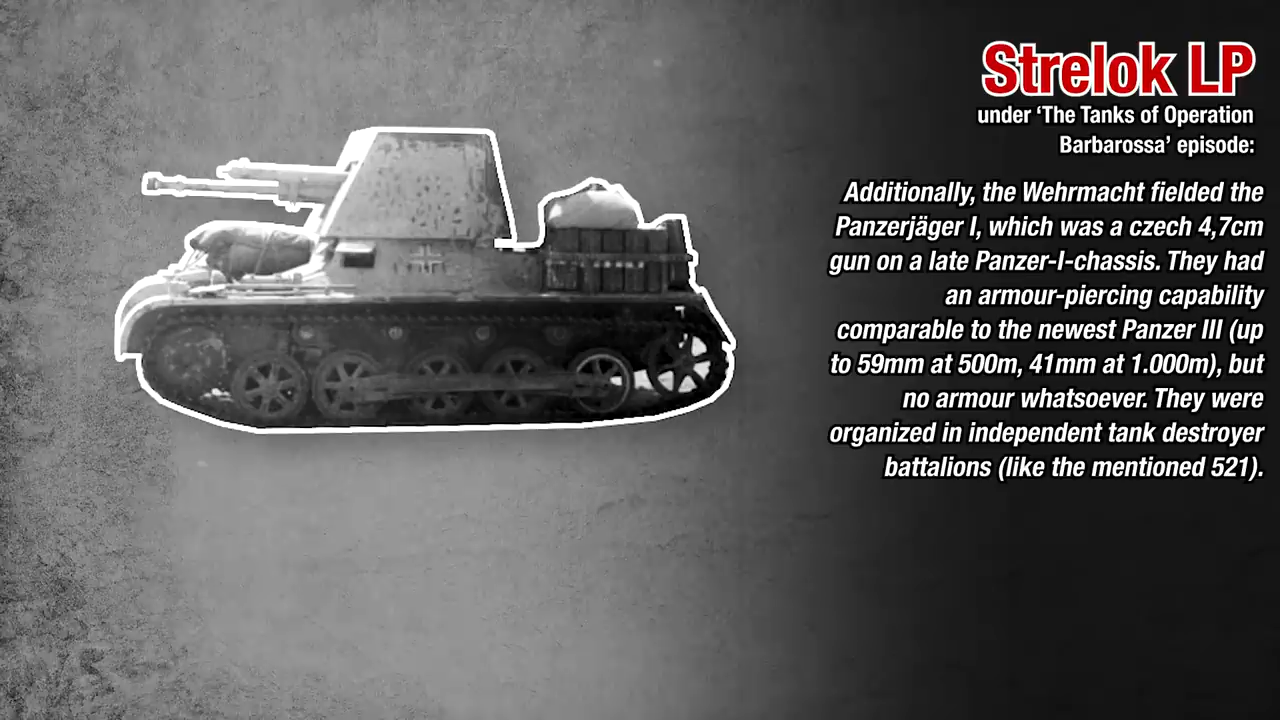 Strelok LP
under ‘The Tanks of Operation
Barbarossa’ episode:
Additionally, the Wehrmacht fielded the
Panzerjäger I, which was a czech 4,7cm
gun on a late Panzer-I-chassis. They had
an armour-piercing capability
comparable to the newest Panzer III (up
to 59mm at 500m, 41mm at 1.000m), but
no armour whatsoever. They were
organized in independent tank destroyer
battalions (like the mentioned 521).